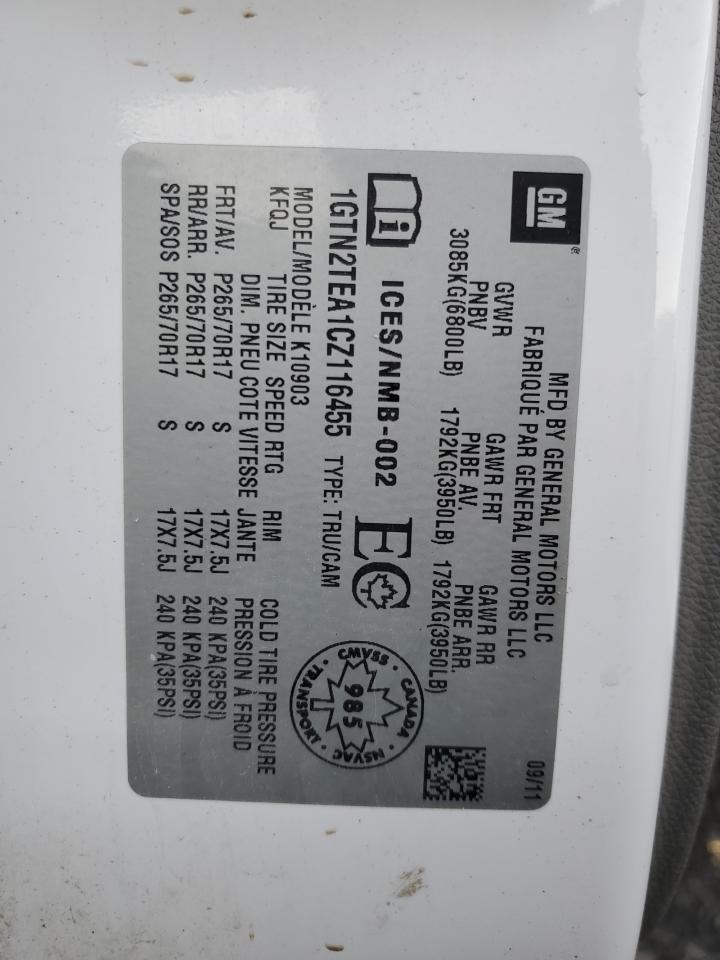 GM®
MFD BY GENERAL MOTORS LLC 09/11
FABRIQUÉ PAR GENERAL MOTORS LLC
GVWR GAWR FRT GAWR RR
PNBV PNBE AV. PNBE ARR.
3085KG(6800LB) 1792KG(3950LB) 1792KG(3950LB)
i ICES/NMB-002 EC
CMVSS · CANADA · NSVAC · TRANSPORT ·
985
1GTN2TEA1CZ116455 TYPE: TRU/CAM
MODEL/MODÈLE K10903
KFQJ TIRE SIZE SPEED RTG RIM COLD TIRE PRESSURE
DIM. PNEU COTE VITESSE JANTE PRESSION À FROID
FRT/AV. P265/70R17 S 17X7.5J 240 KPA(35PSI)
RR/ARR. P265/70R17 S 17X7.5J 240 KPA(35PSI)
SPA/SOS P265/70R17 S 17X7.5J 240 KPA(35PSI)